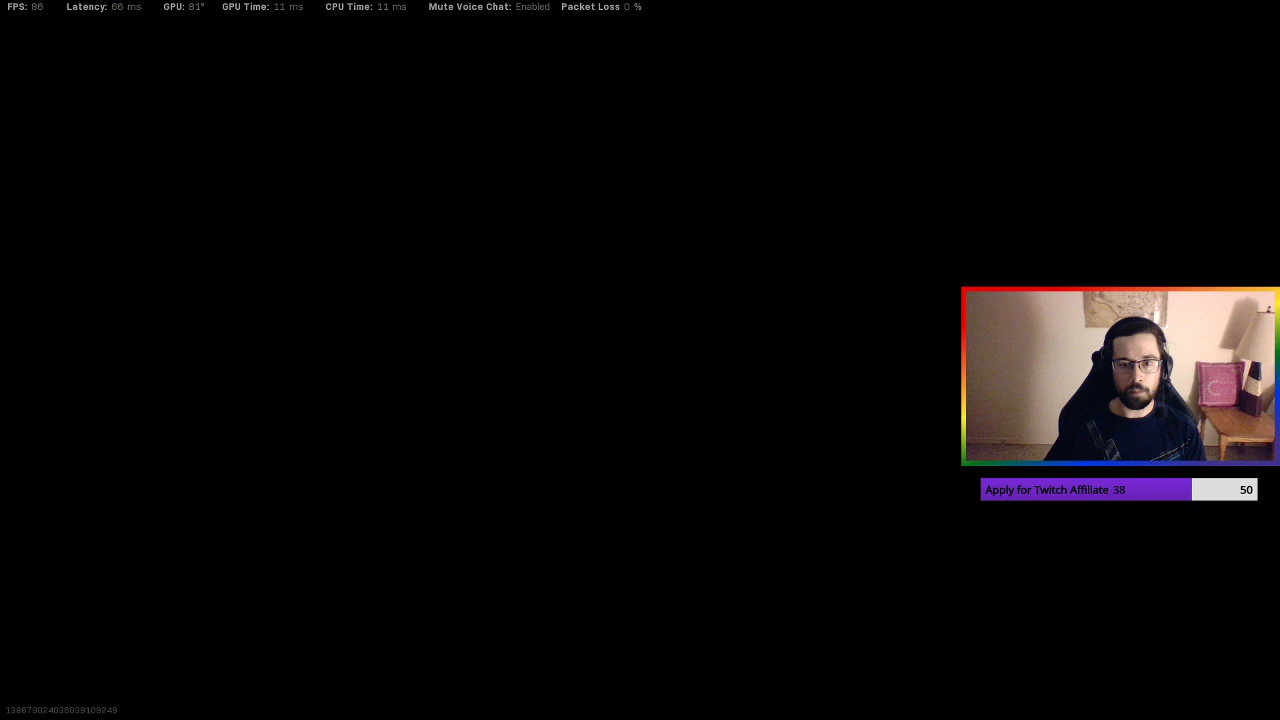 FPS: 86 Latency: 66 ms GPU: 81° GPU Time: 11 ms CPU Time: 11 ms Mute Voice Chat: Enabled Packet Loss 0 %
Apply for Twitch Affiliate 38 50
138679024036039109249